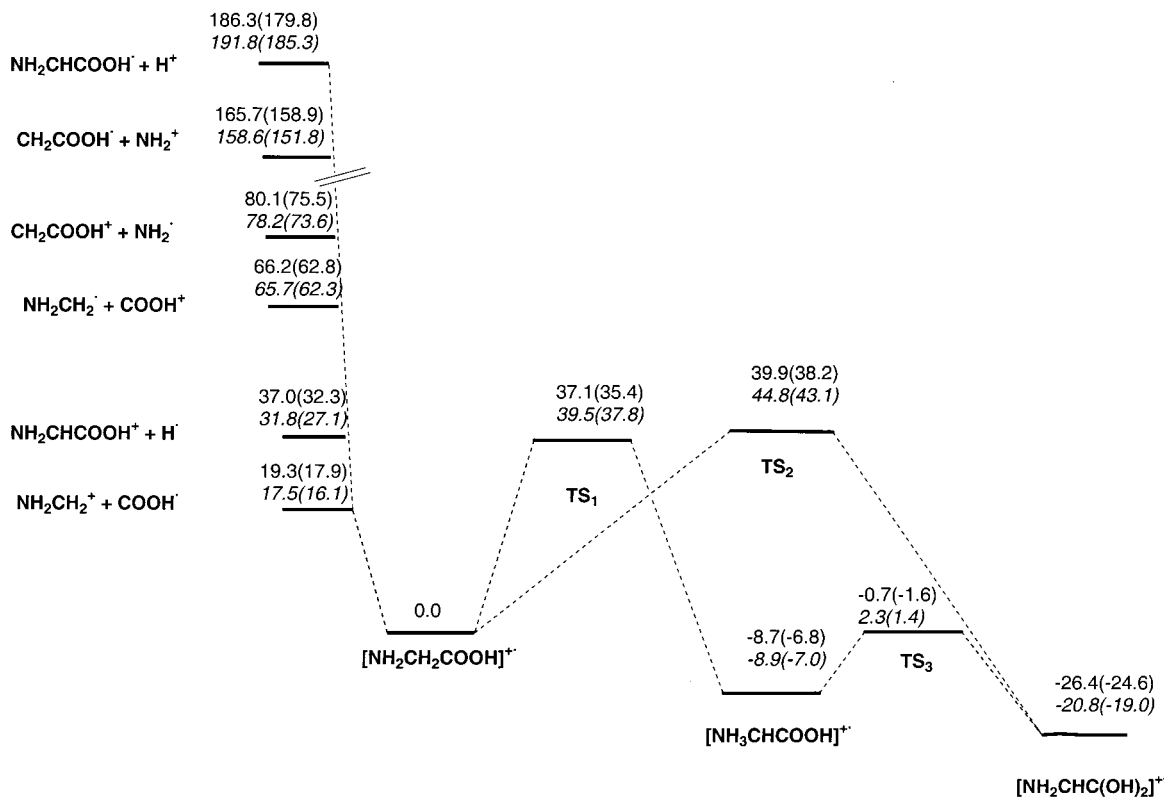 186.3(179.8)
191.8(185.3)
NH₂CHCOOH˙ + H⁺
165.7(158.9)
158.6(151.8)
CH₂COOH˙ + NH₂⁺
80.1(75.5)
78.2(73.6)
CH₂COOH⁺ + NH₂˙
66.2(62.8)
65.7(62.3)
NH₂CH₂˙ + COOH⁺
37.0(32.3)
31.8(27.1)
NH₂CHCOOH⁺ + H˙
19.3(17.9)
17.5(16.1)
NH₂CH₂⁺ + COOH˙
0.0
[NH₂CH₂COOH]⁺˙
37.1(35.4)
39.5(37.8)
TS₁
39.9(38.2)
44.8(43.1)
TS₂
-8.7(-6.8)
-8.9(-7.0)
[NH₃CHCOOH]⁺˙
-0.7(-1.6)
2.3(1.4)
TS₃
-26.4(-24.6)
-20.8(-19.0)
[NH₂CHC(OH)₂]⁺˙